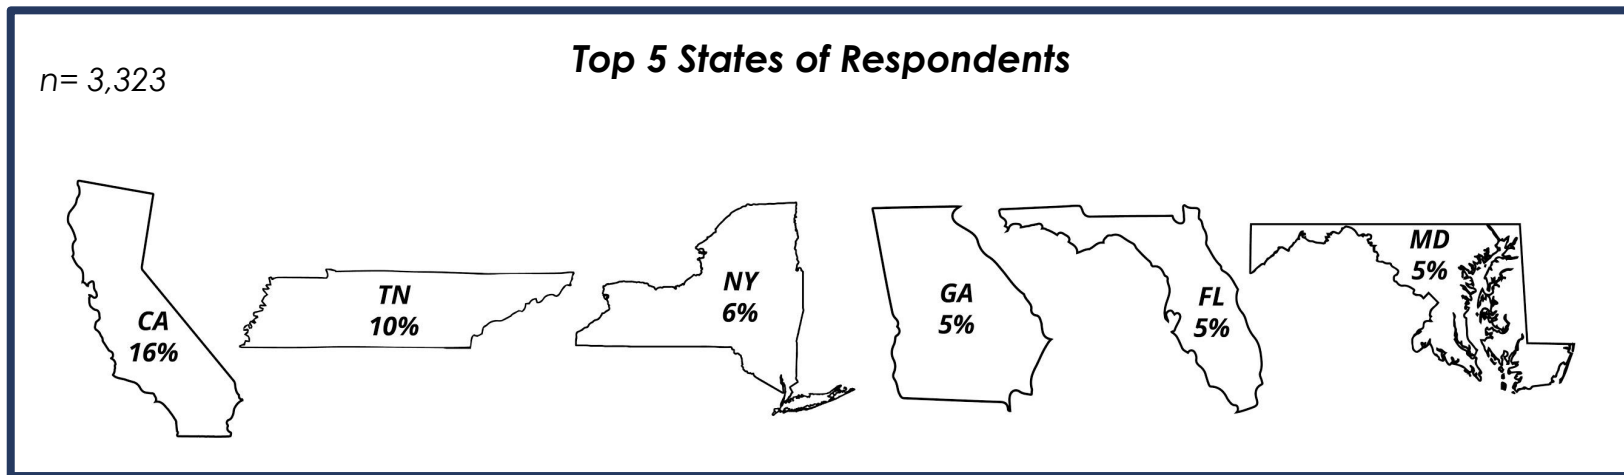 Top 5 States of Respondents
n= 3,323
CA
16%
TN
10%
NY
6%
GA
5%
FL
5%
MD
5%